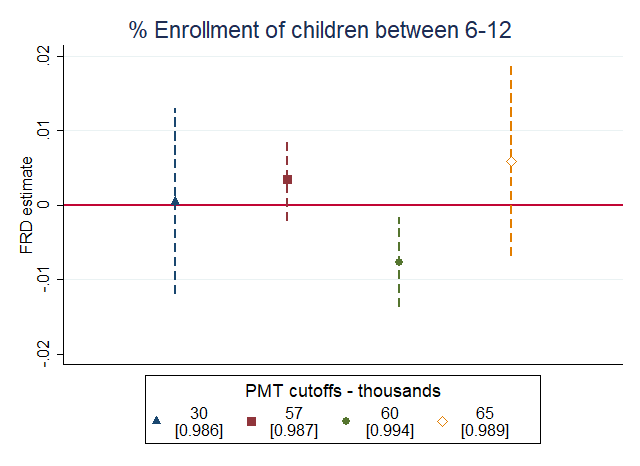 % Enrollment of children between 6-12
FRD estimate
.02
.01
0
-.01
-.02
PMT cutoffs - thousands
30 57 60 65
[0.986] [0.987] [0.994] [0.989]